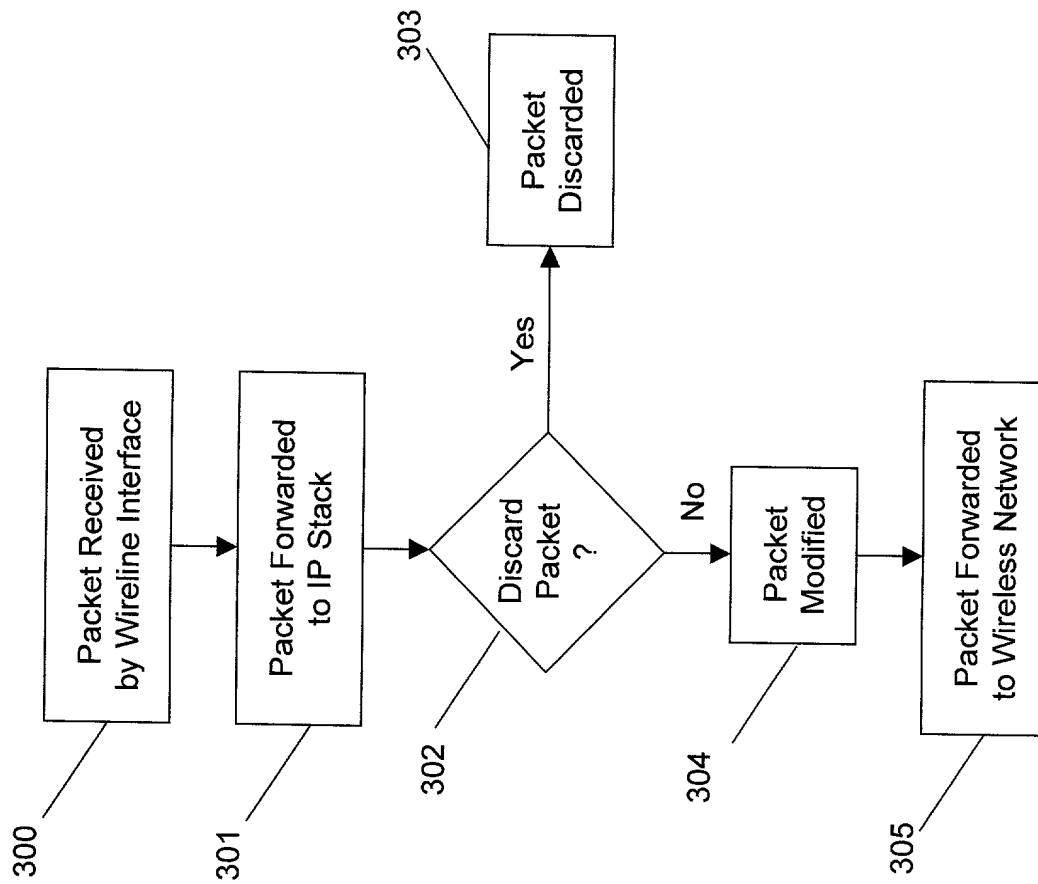 300
Packet Received
by Wireline Interface
301
Packet Forwarded
to IP Stack
302
Discard
Packet
?
Yes
303
Packet
Discarded
No
304
Packet
Modified
305
Packet Forwarded
to Wireless Network